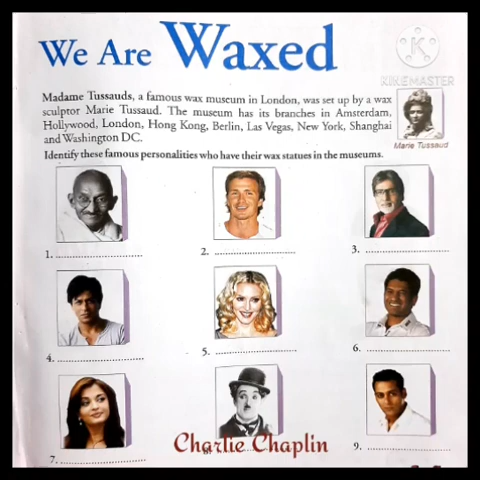 We Are Waxed
KINEMASTER
Madame Tussauds, a famous wax museum in London, was set up by a wax
sculptor Marie Tussaud. The museum has its branches in Amsterdam,
Hollywood, London, Hong Kong, Berlin, Las Vegas, New York, Shanghai
and Washington DC.
Marie Tussaud
Identify these famous personalities who have their wax statues in the museums.
1. ..............................
2. ..............................
3. ..............................
4. ..............................
5. ..............................
6. ..............................
7. ..............................
Charlie Chaplin
9. ..............................